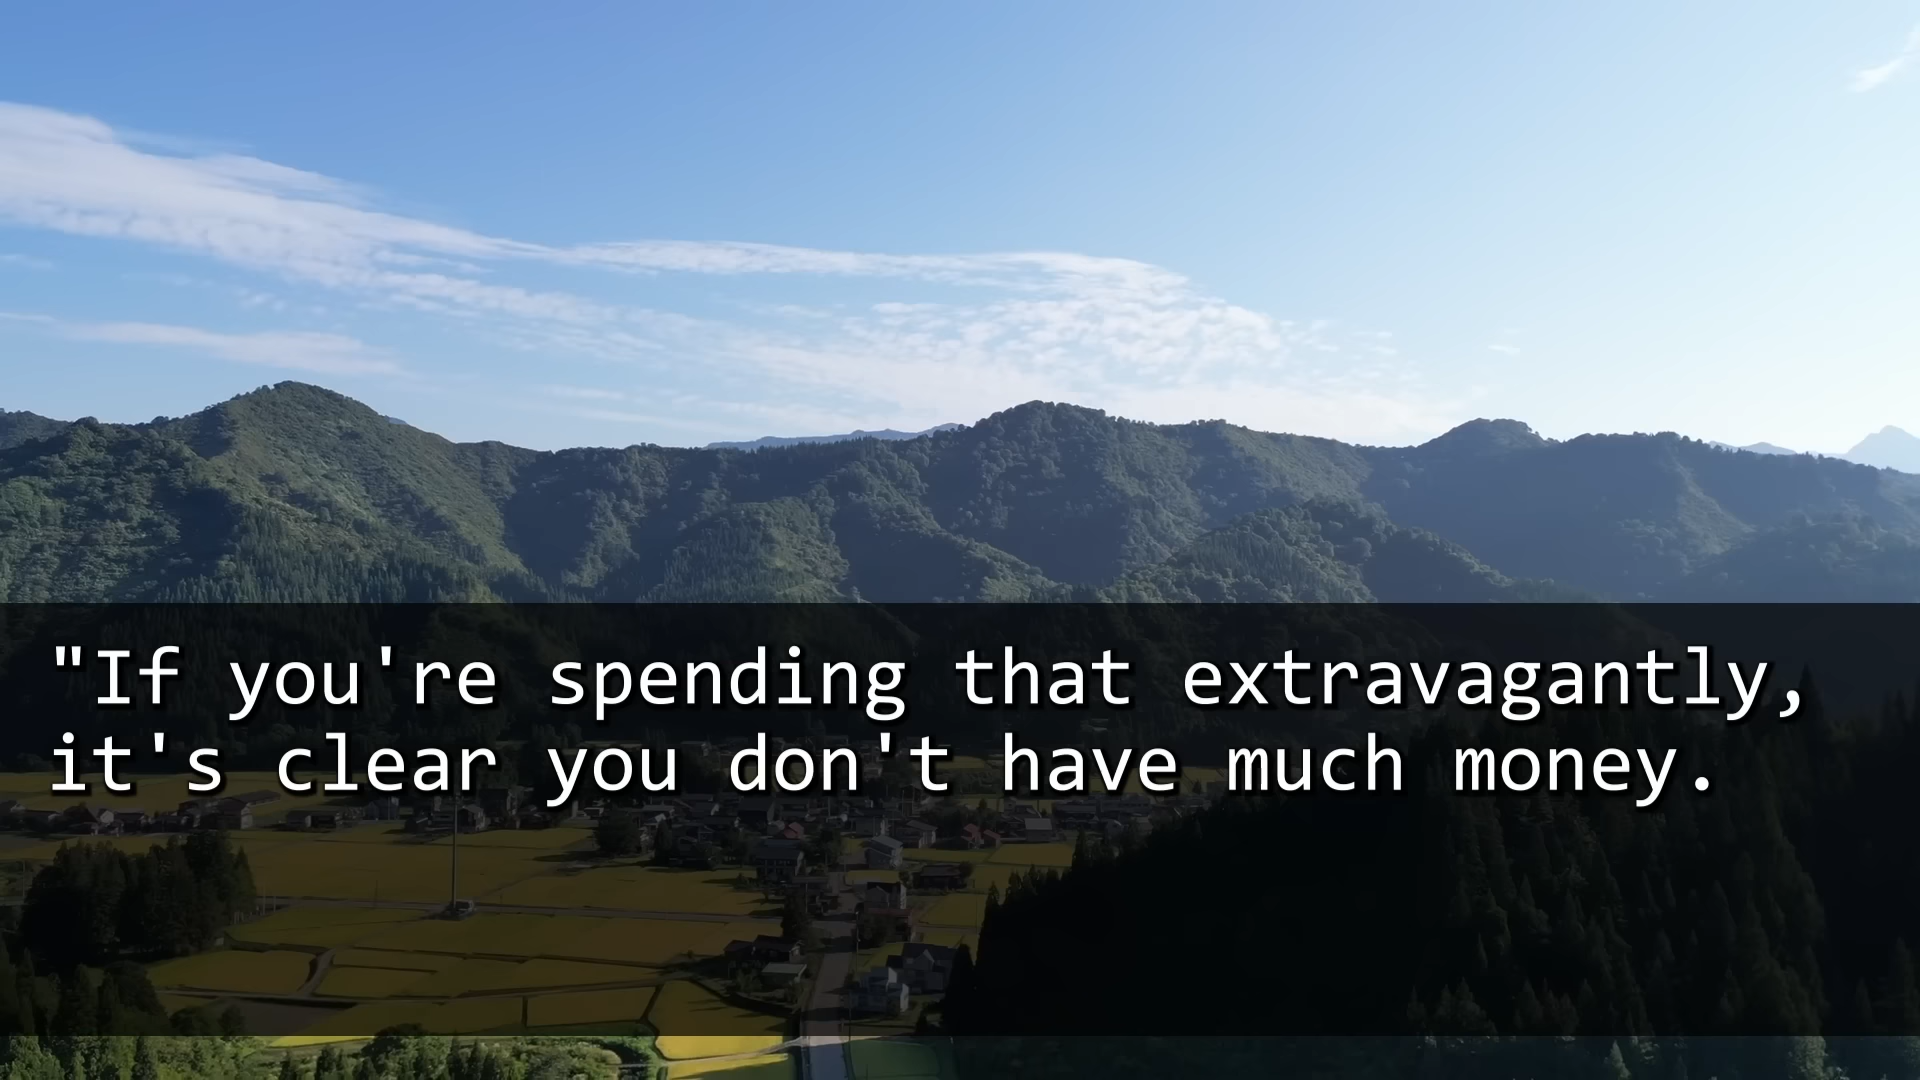 "If you're spending that extravagantly,
it's clear you don't have much money.